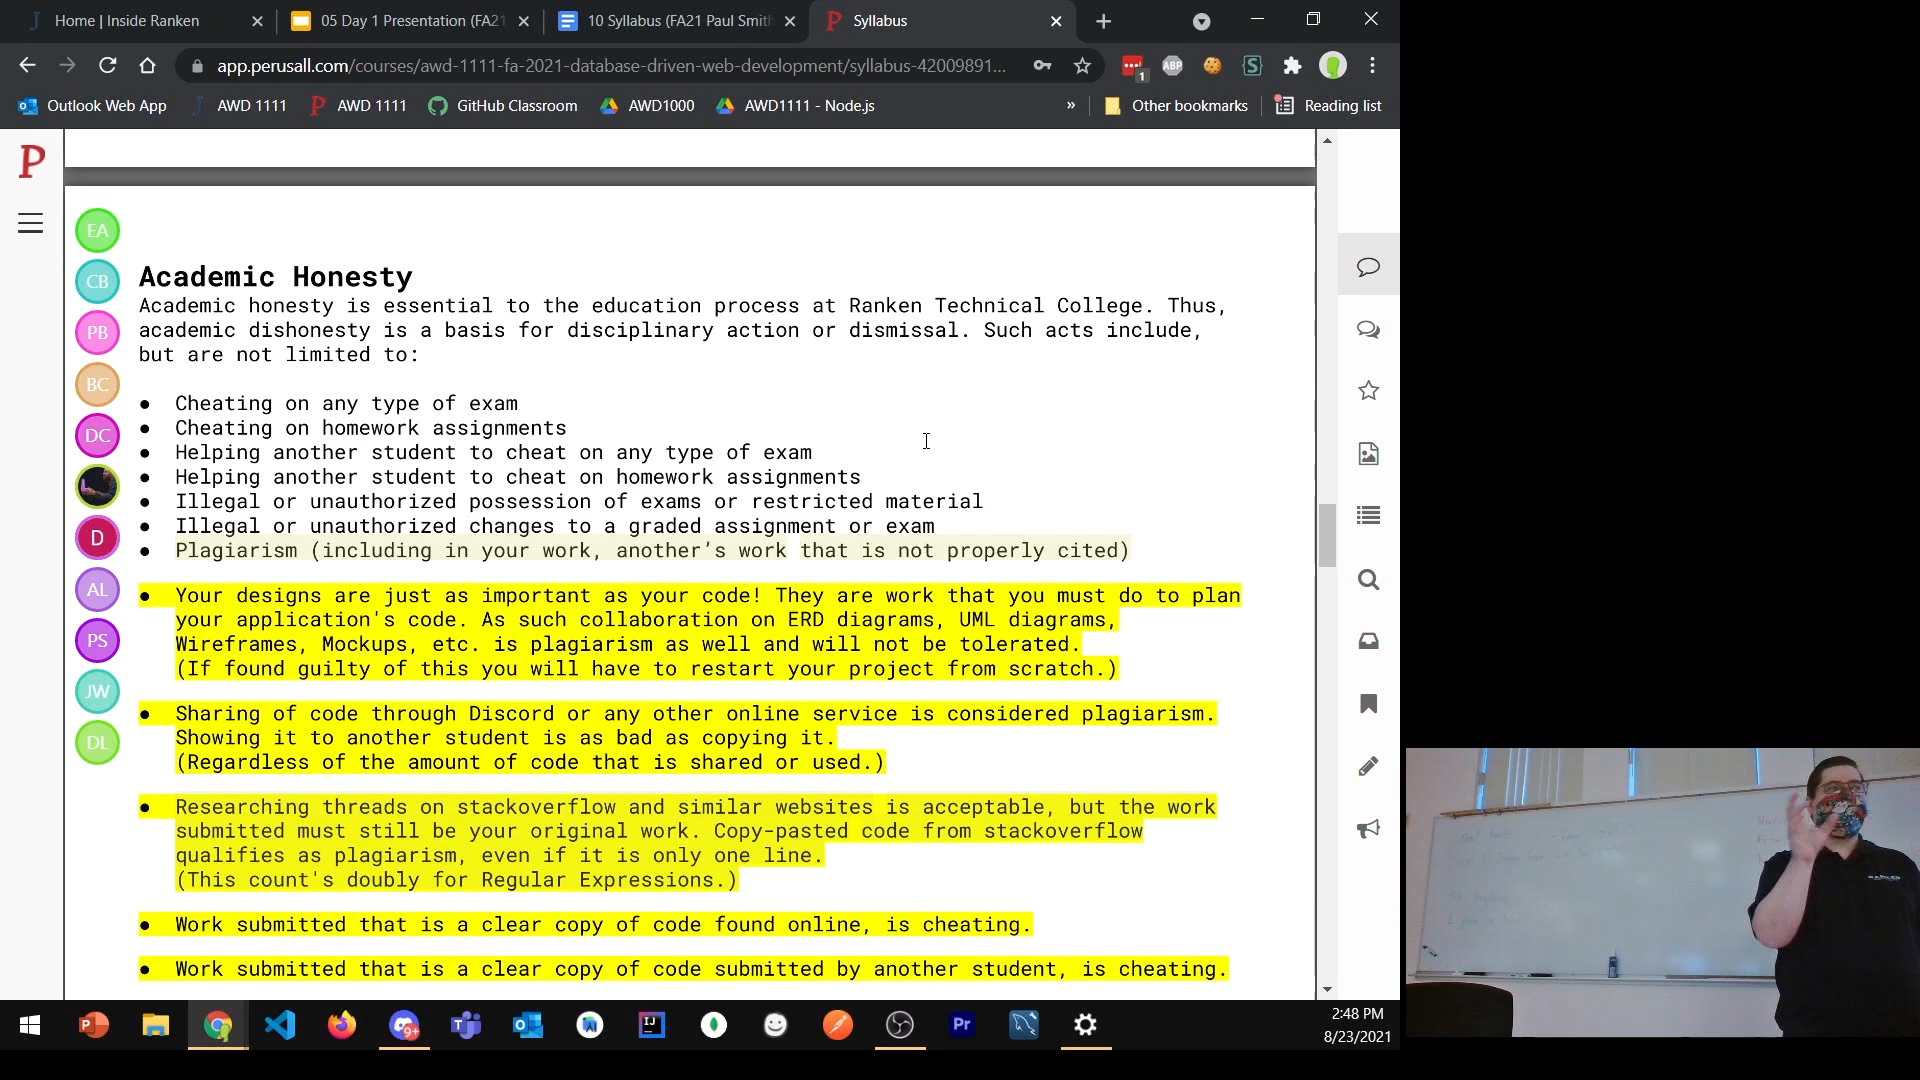 Home | Inside Ranken
05 Day 1 Presentation (FA21
10 Syllabus (FA21 Paul Smith
Syllabus
app.perusall.com/courses/awd-1111-fa-2021-database-driven-web-development/syllabus-42009891...
1
ABP
Outlook Web App
AWD 1111
AWD 1111
GitHub Classroom
AWD1000
AWD1111 - Node.js
»
Other bookmarks
Reading list
P
EA
CB
PB
BC
DC
D
AL
PS
JW
DL
Academic Honesty
Academic honesty is essential to the education process at Ranken Technical College. Thus,
academic dishonesty is a basis for disciplinary action or dismissal. Such acts include,
but are not limited to:
● Cheating on any type of exam
● Cheating on homework assignments
● Helping another student to cheat on any type of exam
● Helping another student to cheat on homework assignments
● Illegal or unauthorized possession of exams or restricted material
● Illegal or unauthorized changes to a graded assignment or exam
● Plagiarism (including in your work, another’s work that is not properly cited)
● Your designs are just as important as your code! They are work that you must do to plan
your application's code. As such collaboration on ERD diagrams, UML diagrams,
Wireframes, Mockups, etc. is plagiarism as well and will not be tolerated.
(If found guilty of this you will have to restart your project from scratch.)
● Sharing of code through Discord or any other online service is considered plagiarism.
Showing it to another student is as bad as copying it.
(Regardless of the amount of code that is shared or used.)
● Researching threads on stackoverflow and similar websites is acceptable, but the work
submitted must still be your original work. Copy-pasted code from stackoverflow
qualifies as plagiarism, even if it is only one line.
(This count's doubly for Regular Expressions.)
● Work submitted that is a clear copy of code found online, is cheating.
● Work submitted that is a clear copy of code submitted by another student, is cheating.
9+
IJ
Pr
2:48 PM
8/23/2021